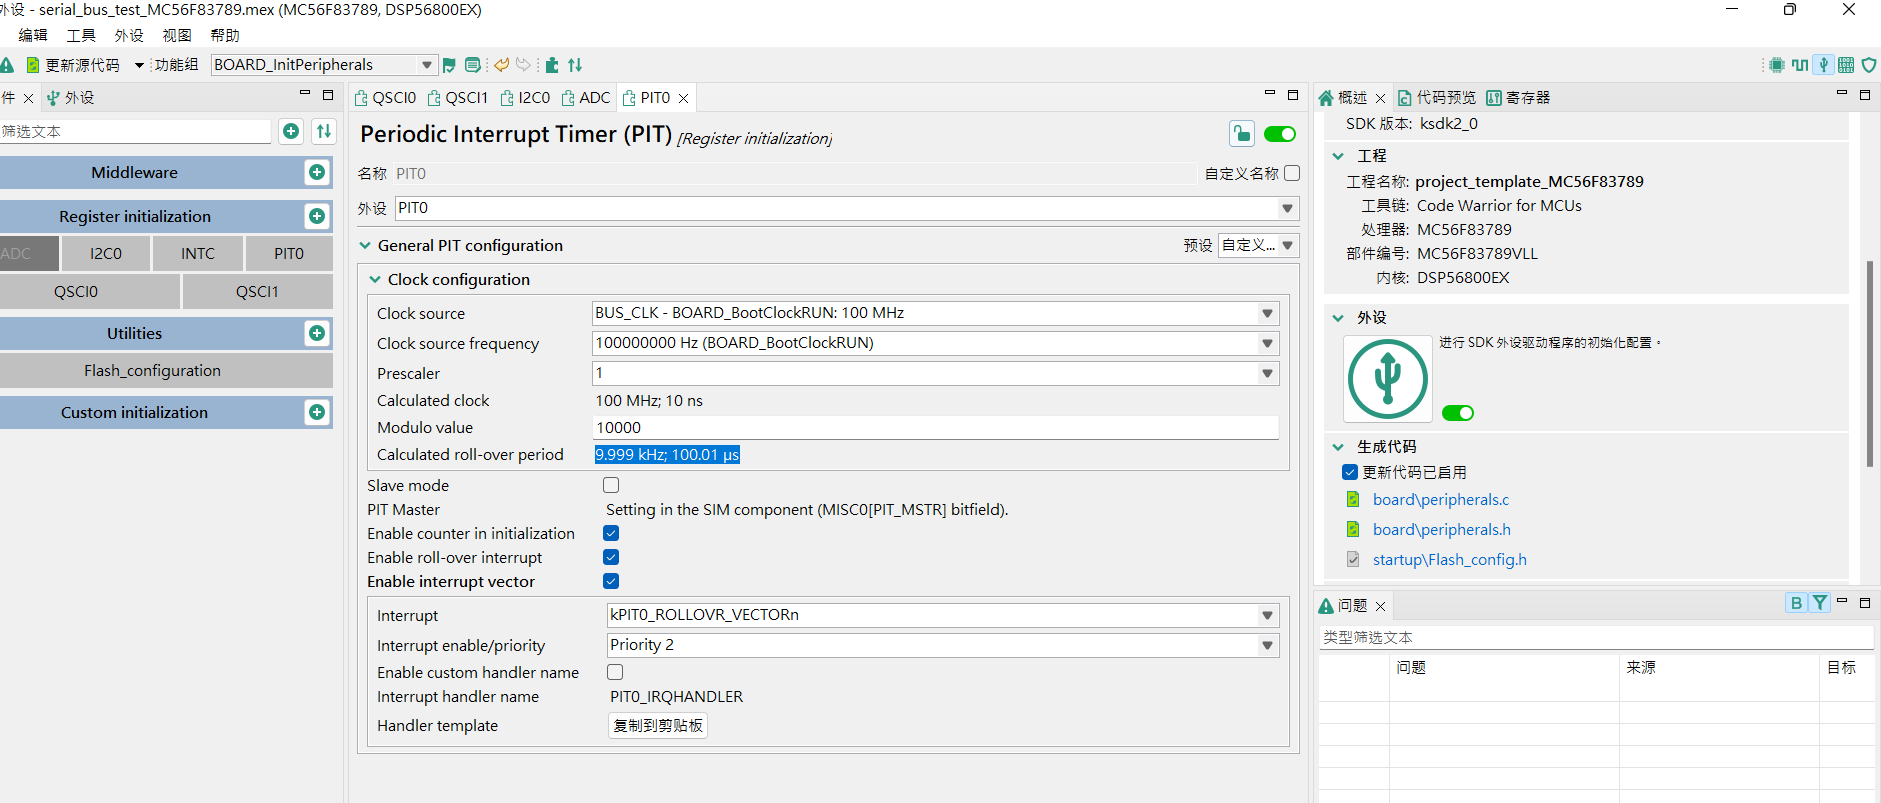 外设 - serial_bus_test_MC56F83789.mex (MC56F83789, DSP56800EX)
编辑 工具 外设 视图 帮助
更新源代码 功能组 BOARD_InitPeripherals
件 外设
筛选文本
Middleware
Register initialization
ADC I2C0 INTC PIT0
QSCI0 QSCI1
Utilities
Flash_configuration
Custom initialization
QSCI0 QSCI1 I2C0 ADC PIT0
Periodic Interrupt Timer (PIT) [Register initialization]
名称 PIT0 自定义名称
外设 PIT0
General PIT configuration 预设 自定义...
Clock configuration
Clock source BUS_CLK - BOARD_BootClockRUN: 100 MHz
Clock source frequency 100000000 Hz (BOARD_BootClockRUN)
Prescaler 1
Calculated clock 100 MHz; 10 ns
Modulo value 10000
Calculated roll-over period 9.999 kHz; 100.01 µs
Slave mode
PIT Master Setting in the SIM component (MISC0[PIT_MSTR] bitfield).
Enable counter in initialization
Enable roll-over interrupt
Enable interrupt vector
Interrupt kPIT0_ROLLOVR_VECTORn
Interrupt enable/priority Priority 2
Enable custom handler name
Interrupt handler name PIT0_IRQHANDLER
Handler template 复制到剪贴板
概述 代码预览 寄存器
SDK 版本: ksdk2_0
工程
工程名称: project_template_MC56F83789
工具链: Code Warrior for MCUs
处理器: MC56F83789
部件编号: MC56F83789VLL
内核: DSP56800EX
外设
进行 SDK 外设驱动程序的初始化配置。
生成代码
更新代码已启用
board\peripherals.c
board\peripherals.h
startup\Flash_config.h
问题 B
类型筛选文本
问题 来源 目标